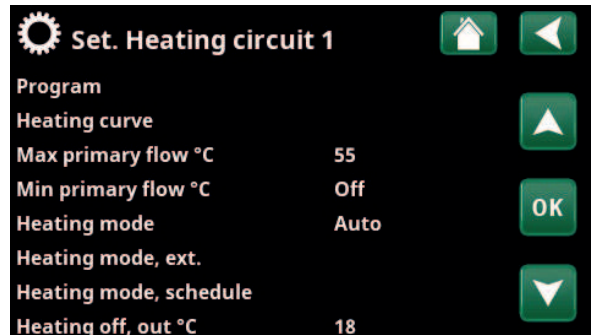 Set. Heating circuit 1
Program
Heating curve
Max primary flow °C 55
Min primary flow °C Off
Heating mode Auto
OK
Heating mode, ext.
Heating mode, schedule
Heating off, out °C 18